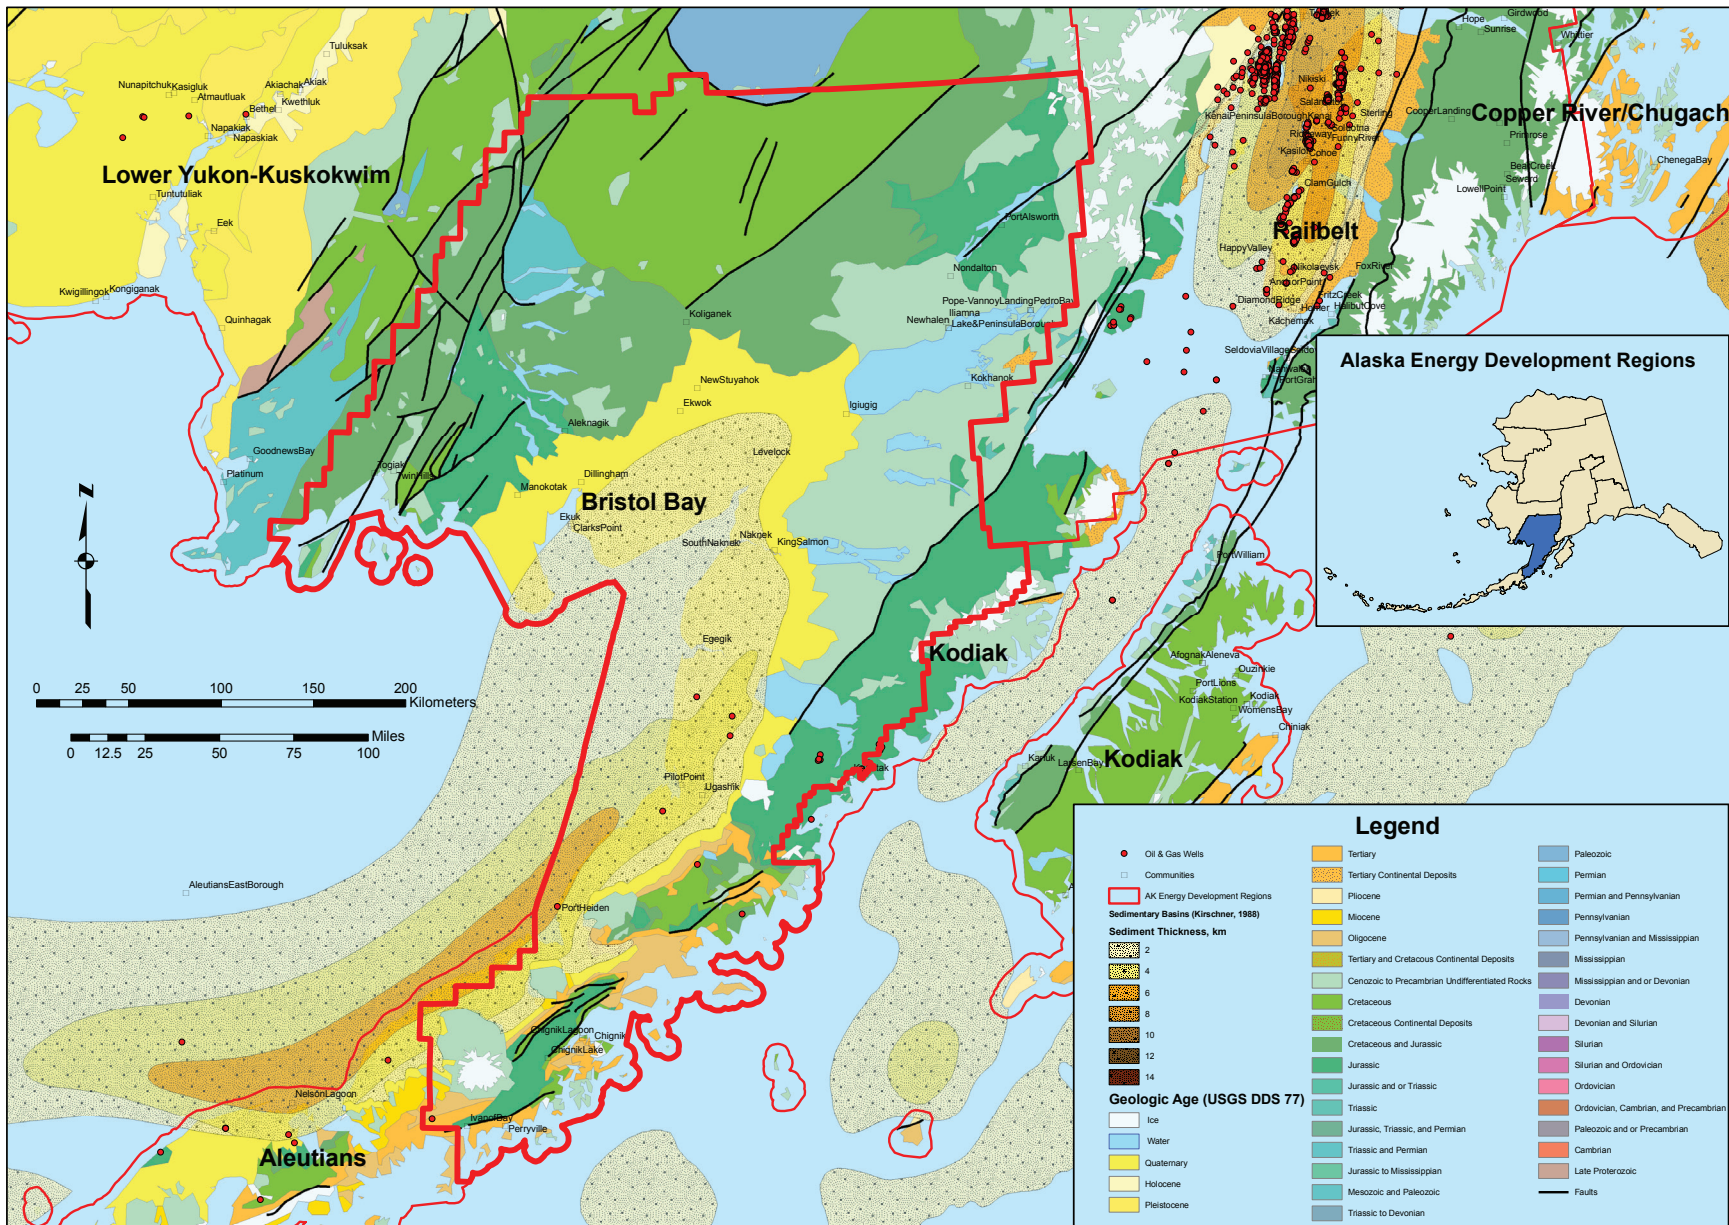 Tuluksak
Nunapitchuk
Kasigluk
Akiachak
Akiak
Atmautluak
Kwethluk
Bethel
Napakiak
Napaskiak
Lower Yukon-Kuskokwim
Tuntutuliak
Eek
Kwigillingok
Kongiganak
Quinhagak
GoodnewsBay
Platinum
Togiak
TwinHills
Manokotak
Aleknagik
Dillingham
Ekuk
ClarksPoint
Bristol Bay
NewStuyahok
Ekwok
Koliganek
Levelock
Naknek
SouthNaknek
KingSalmon
Igiugig
Kokhanok
PortAlsworth
Nondalton
Pope-VannoyLanding
PedroBay
Iliamna
Newhalen
Lake&PeninsulaBorough
Egegik
PilotPoint
Ugashik
PortHeiden
AleutiansEastBorough
NelsonLagoon
Aleutians
ChignikLagoon
Chignik
ChignikLake
IvanofBay
Perryville
Kodiak
Kodiak
Karluk
LarsenBay
PortWilliam
AfognakAleneva
Ouzinkie
PortLions
Kodiak
KodiakStation
WomensBay
Chiniak
Hope
Girdwood
Sunrise
Whittier
Nikiski
Sterling
KenaiPeninsulaBorough
Kenai
Soldotna
Ridgeway
FunnyRiver
Kasilof
Cohoe
ClamGulch
CooperLanding
Copper River/Chugach
Primrose
BearCreek
Seward
LowellPoint
ChenegaBay
Railbelt
HappyValley
Nikolaevsk
FoxRiver
AnchorPoint
DiamondRidge
FritzCreek
Homer
HalibutCove
Kachemak
SeldoviaVillage
N
0 25 50 100 150 200
Kilometers
Miles
0 12.5 25 50 75 100
Alaska Energy Development Regions
Legend
Oil & Gas Wells
Communities
AK Energy Development Regions
Sedimentary Basins (Kirschner, 1988)
Sediment Thickness, km
2
4
6
8
10
12
14
Geologic Age (USGS DDS 77)
Ice
Water
Quaternary
Holocene
Pleistocene
Tertiary
Tertiary Continental Deposits
Pliocene
Miocene
Oligocene
Tertiary and Cretacous Continental Deposits
Cenozoic to Precambrian Undifferentiated Rocks
Cretaceous
Cretaceous Continental Deposits
Cretaceous and Jurassic
Jurassic
Jurassic and or Triassic
Triassic
Jurassic, Triassic, and Permian
Triassic and Permian
Jurassic to Mississippian
Mesozoic and Paleozoic
Triassic to Devonian
Paleozoic
Permian
Permian and Pennsylvanian
Pennsylvanian
Pennsylvanian and Mississippian
Mississippian
Mississippian and or Devonian
Devonian
Devonian and Silurian
Silurian
Silurian and Ordovician
Ordovician
Ordovician, Cambrian, and Precambrian
Paleozoic and or Precambrian
Cambrian
Late Proterozoic
Faults